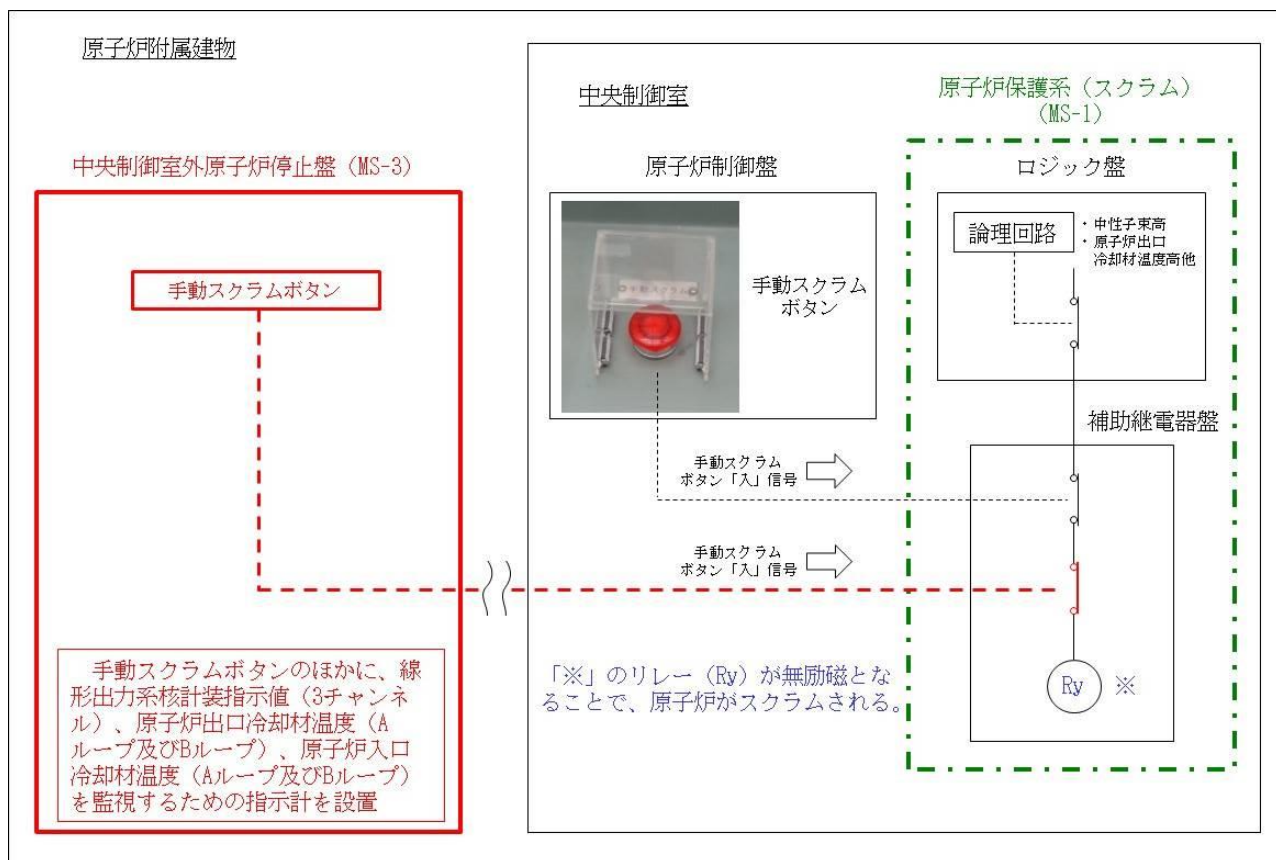 原子炉附属建物
中央制御室外原子炉停止盤（MS-3）
手動スクラムボタン
手動スクラムボタンのほかに、線
形出力系核計装指示値（3チャンネ
ル）、原子炉出口冷却材温度（A
ループ及びBループ）、原子炉入口
冷却材温度（Aループ及びBループ）
を監視するための指示計を設置
中央制御室
原子炉制御盤
手動スクラム
手動スクラム
ボタン
原子炉保護系（スクラム）
(MS-1)
ロジック盤
論理回路
・中性子束高
・原子炉出口
冷却材温度高他
補助継電器盤
手動スクラム
ボタン「入」信号
手動スクラム
ボタン「入」信号
「※」のリレー（Ry）が無励磁とな
ることで、原子炉がスクラムされる。
Ry ※